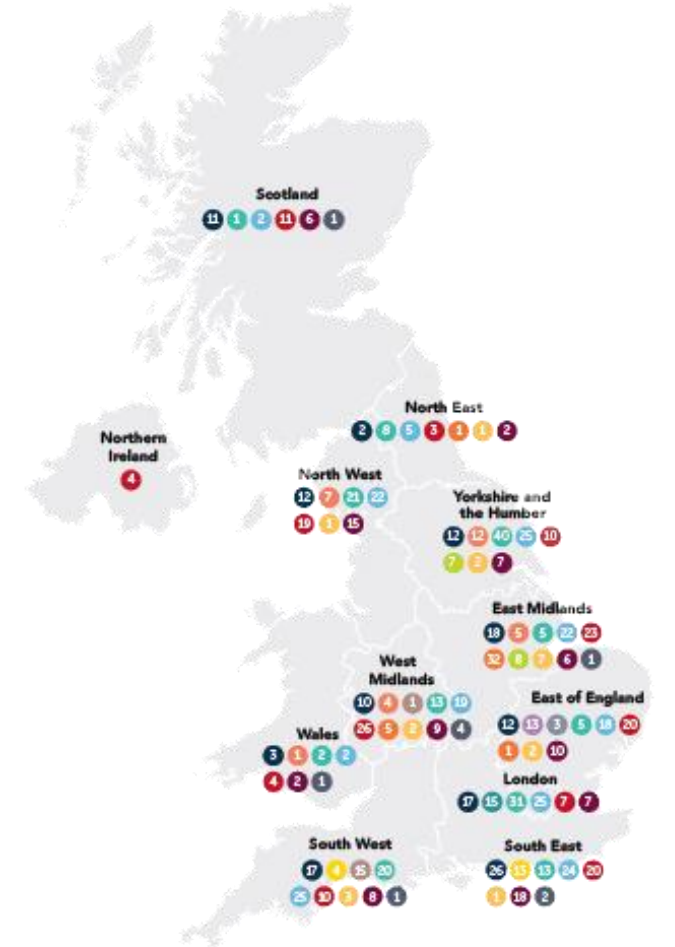 Scotland
11 1 2 11 6 1
North East
2 8 5 3 1 1 2
Northern
Ireland
4
North West
12 7 21 22
19 1 15
Yorkshire and
the Humber
12 12 40 25 10
7 2 7
East Midlands
18 5 5 22 23
32 8 7 6 1
West
Midlands
10 4 1 13 19
26 5 2 9 4
East of England
12 13 3 5 18 20
1 2 10
Wales
3 1 2 2
4 2 1
London
17 15 31 25 7 7
South West
17 4 15 20
25 10 3 8 1
South East
26 13 24 20
1 18 2